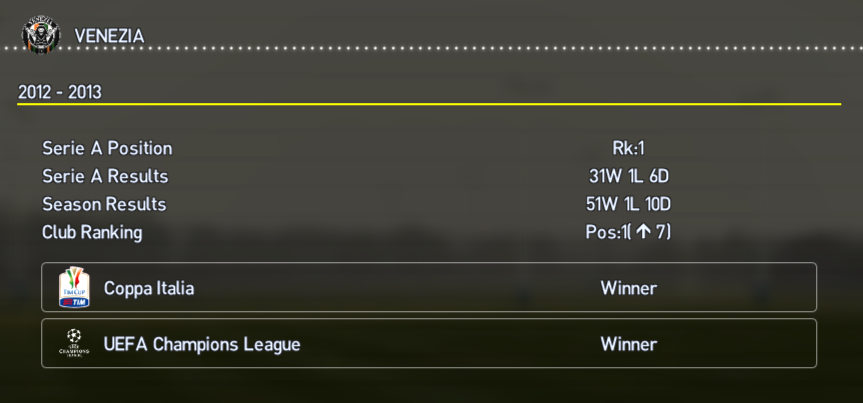 VENEZIA
2012 - 2013
Serie A Position Rk:1
Serie A Results 31W 1L 6D
Season Results 51W 1L 10D
Club Ranking Pos:1(↑ 7)
TIM CUP
TIM
Coppa Italia Winner
CHAMPIONS
LEAGUE
UEFA Champions League Winner